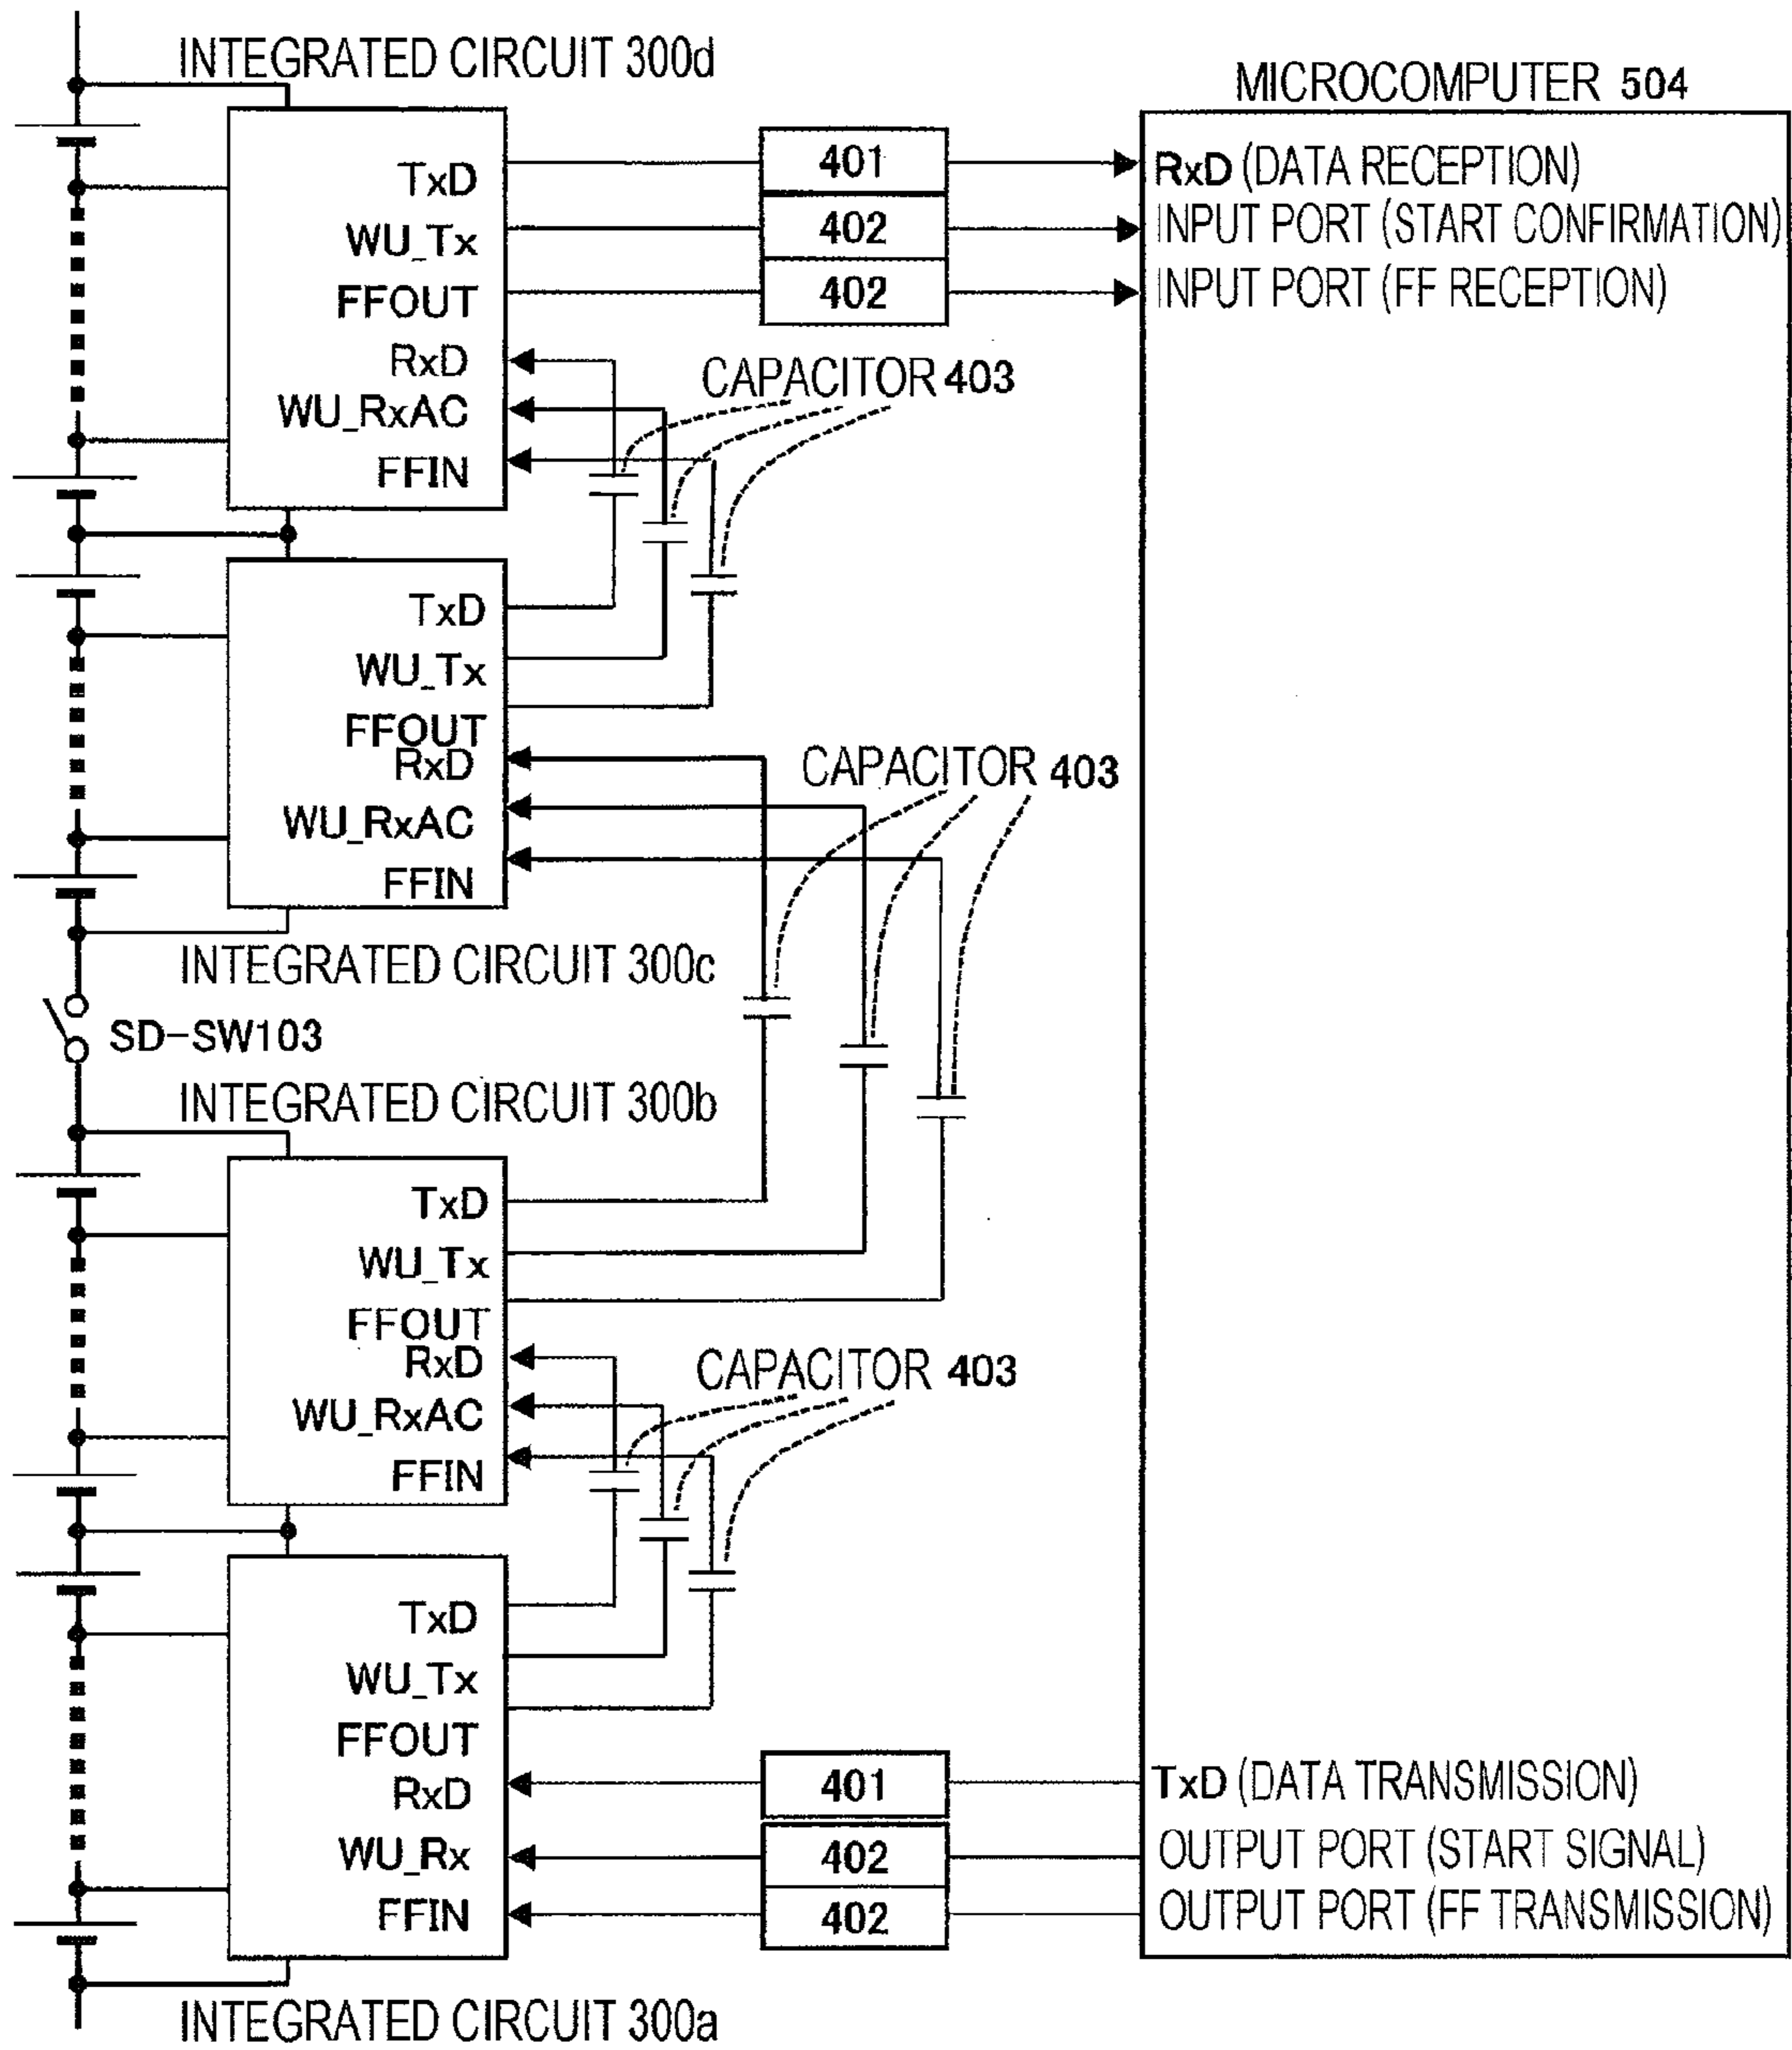 INTEGRATED CIRCUIT 300d
MICROCOMPUTER 504
TxD
401
RxD (DATA RECEPTION)
WU_Tx
402
INPUT PORT (START CONFIRMATION)
FFOUT
402
INPUT PORT (FF RECEPTION)
RxD
CAPACITOR 403
WU_RxAC
FFIN
TxD
WU_Tx
FFOUT
RxD
CAPACITOR 403
WU_RxAC
FFIN
INTEGRATED CIRCUIT 300c
SD-SW103
INTEGRATED CIRCUIT 300b
TxD
WU_Tx
FFOUT
RxD
CAPACITOR 403
WU_RxAC
FFIN
TxD
WU_Tx
FFOUT
RxD
401
TxD (DATA TRANSMISSION)
WU_Rx
402
OUTPUT PORT (START SIGNAL)
FFIN
402
OUTPUT PORT (FF TRANSMISSION)
INTEGRATED CIRCUIT 300a